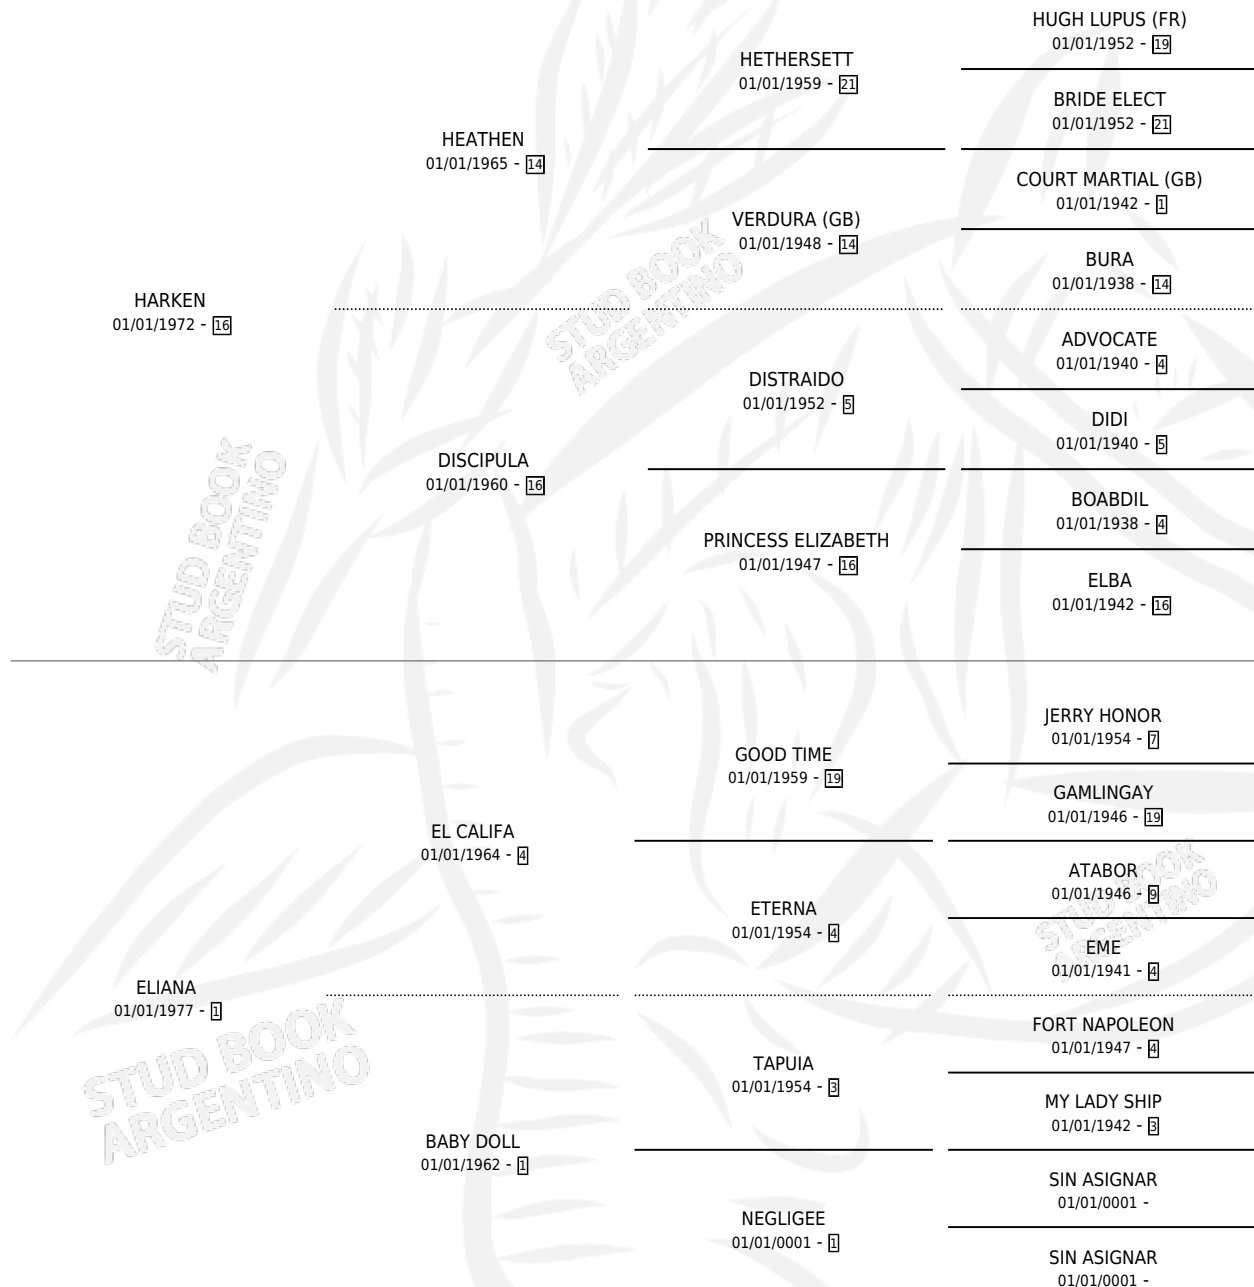 HUGH LUPUS (FR)
01/01/1952 - 19
HETHERSETT
01/01/1959 - 21
BRIDE ELECT
01/01/1952 - 21
HEATHEN
01/01/1965 - 14
COURT MARTIAL (GB)
01/01/1942 - 1
VERDURA (GB)
01/01/1948 - 14
BURA
01/01/1938 - 14
HARKEN
01/01/1972 - 16
ADVOCATE
01/01/1940 - 4
DISTRAIDO
01/01/1952 - 5
DIDI
01/01/1940 - 5
DISCIPULA
01/01/1960 - 16
BOABDIL
01/01/1938 - 4
PRINCESS ELIZABETH
01/01/1947 - 16
ELBA
01/01/1942 - 16
JERRY HONOR
01/01/1954 - 7
GOOD TIME
01/01/1959 - 19
GAMLINGAY
01/01/1946 - 19
EL CALIFA
01/01/1964 - 4
ATABOR
01/01/1946 - 9
ETERNA
01/01/1954 - 4
EME
01/01/1941 - 4
ELIANA
01/01/1977 - 1
FORT NAPOLEON
01/01/1947 - 4
TAPUIA
01/01/1954 - 3
MY LADY SHIP
01/01/1942 - 3
BABY DOLL
01/01/1962 - 1
SIN ASIGNAR
01/01/0001 -
NEGLIGEE
01/01/0001 - 1
SIN ASIGNAR
01/01/0001 -
STUD BOOK
ARGENTINO
STUD BOOK
ARGENTINO
STUD BOOK
ARGENTINO
STUD BOOK
ARGENTINO